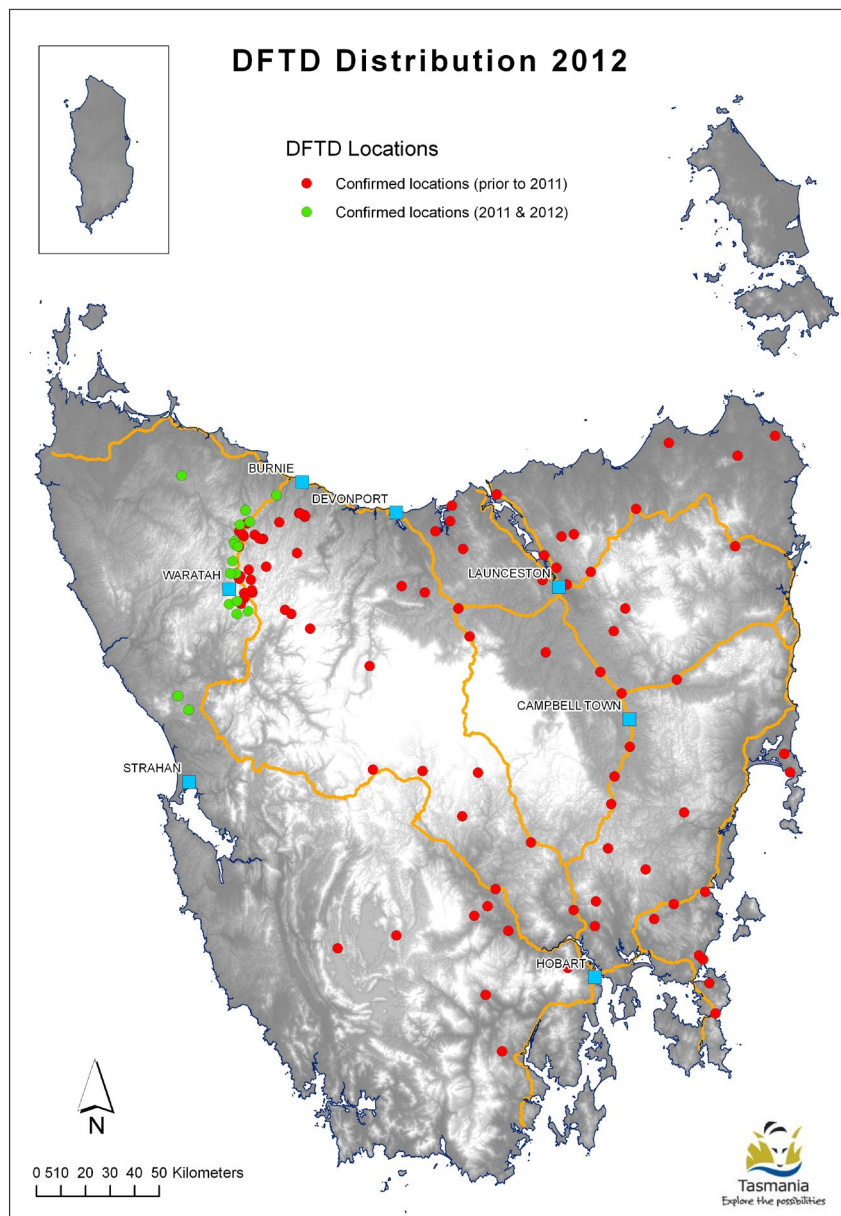 DFTD Distribution 2012
DFTD Locations
Confirmed locations (prior to 2011)
Confirmed locations (2011 & 2012)
BURNIE
DEVONPORT
WARATAH
LAUNCESTON
CAMPBELL TOWN
STRAHAN
HOBART
N
0 510 20 30 40 50 Kilometers
Tasmania
Explore the possibilities